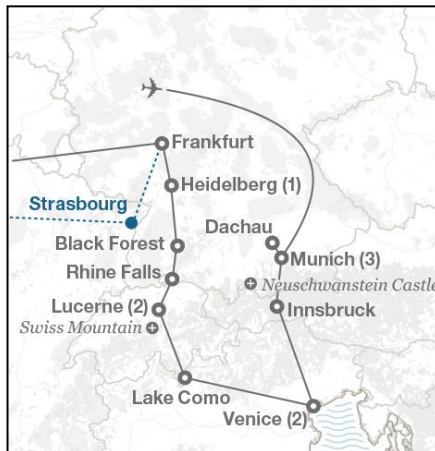 Frankfurt
Strasbourg
Heidelberg (1)
Dachau
Black Forest
Munich (3)
Rhine Falls
Neuschwanstein Castle
Lucerne (2)
Innsbruck
Swiss Mountain
Lake Como
Venice (2)